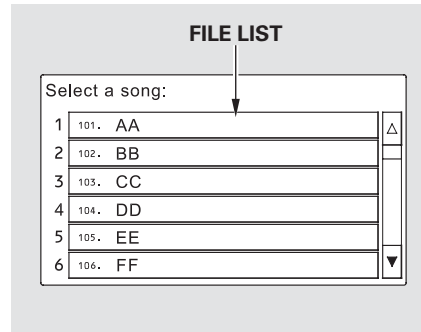 FILE LIST
Select a song:
1 101. AA
2 102. BB
3 103. CC
4 104. DD
5 105. EE
6 106. FF